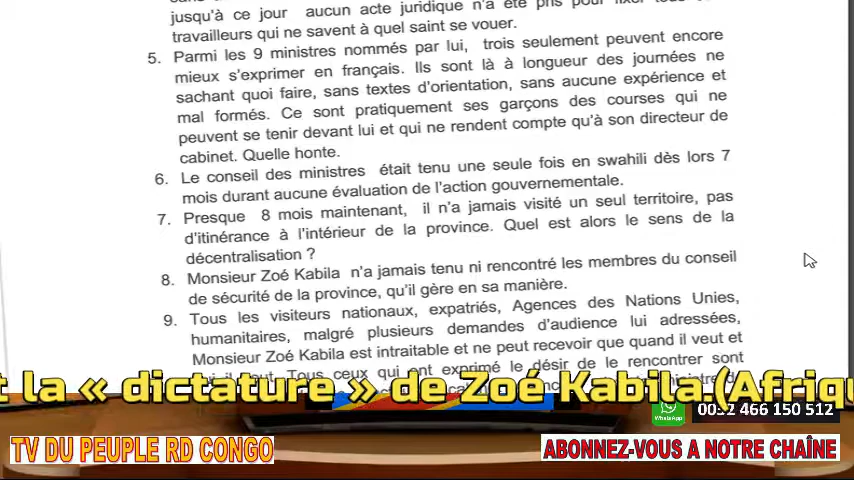 jusqu'à ce jour aucun acte juridique n'a été pris pour fixer
travailleurs qui ne savent à quel saint se vouer.
5. Parmi les 9 ministres nommés par lui, trois seulement peuvent encore
mieux s'exprimer en français. Ils sont là à longueur des journées ne
sachant quoi faire, sans textes d'orientation, sans aucune expérience et
mal formés. Ce sont pratiquement ses garçons des courses qui ne
peuvent se tenir devant lui et qui ne rendent compte qu'à son directeur de
cabinet. Quelle honte.
6. Le conseil des ministres était tenu une seule fois en swahili dès lors 7
mois durant aucune évaluation de l'action gouvernementale.
7. Presque 8 mois maintenant, il n'a jamais visité un seul territoire, pas
d'itinérance à l'intérieur de la province. Quel est alors le sens de la
décentralisation ?
8. Monsieur Zoé Kabila n'a jamais tenu ni rencontré les membres du conseil
de sécurité de la province, qu'il gère en sa manière.
9. Tous les visiteurs nationaux, expatriés, Agences des Nations Unies,
humanitaires, malgré plusieurs demandes d'audience lui adressées,
Monsieur Zoé Kabila est intraitable et ne peut recevoir que quand il veut et
Tous ceux qui ont exprimé le désir de le rencontrer sont
la « dictature » de Zoé Kabila.(Afriqu
WhatsApp
0032 466 150 512
TV DU PEUPLE RD CONGO
ABONNEZ-VOUS A NOTRE CHAÎNE